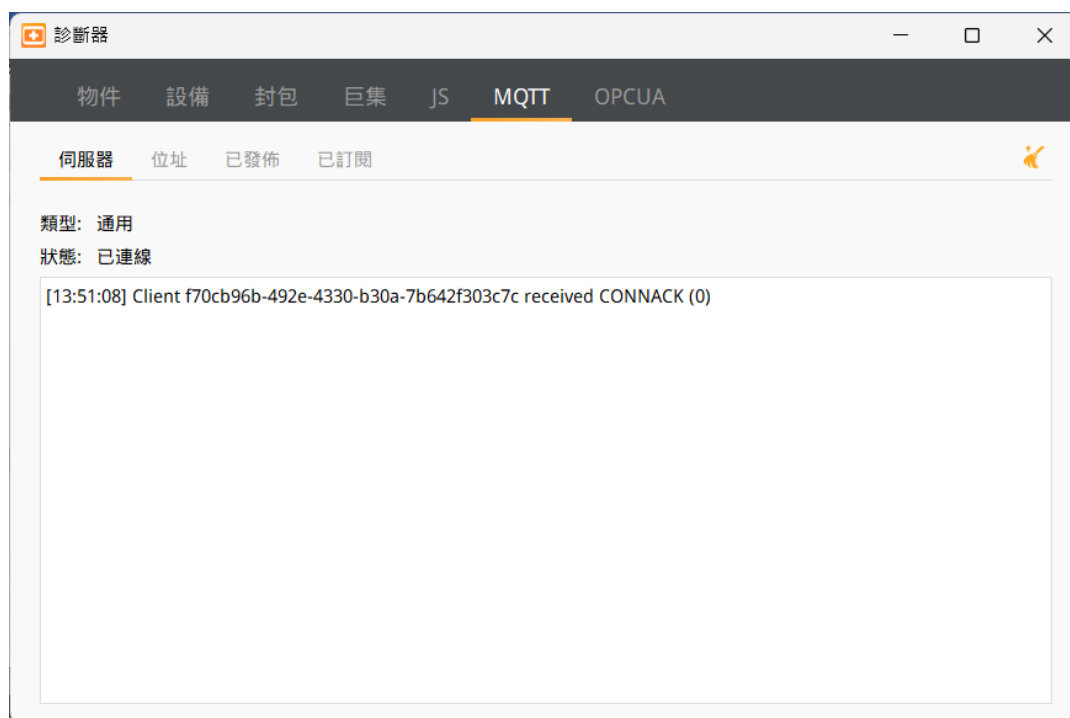 診斷器
物件 設備 封包 巨集 JS MQTT OPCUA
伺服器 位址 已發佈 已訂閱
類型: 通用
狀態: 已連線
[13:51:08] Client f70cb96b-492e-4330-b30a-7b642f303c7c received CONNACK (0)